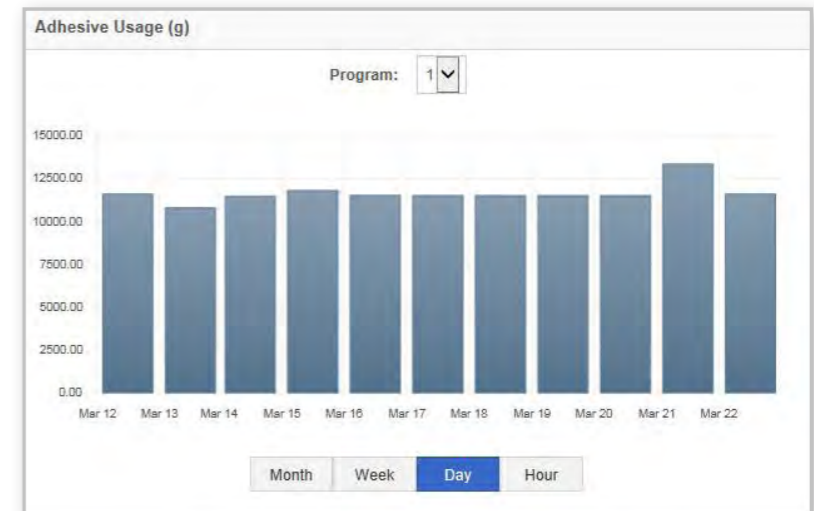 Adhesive Usage (g)
Program: 1
15000.00
12500.00
10000.00
7500.00
5000.00
2500.00
0.00
Mar 12 Mar 13 Mar 14 Mar 15 Mar 16 Mar 17 Mar 18 Mar 19 Mar 20 Mar 21 Mar 22
Month Week Day Hour